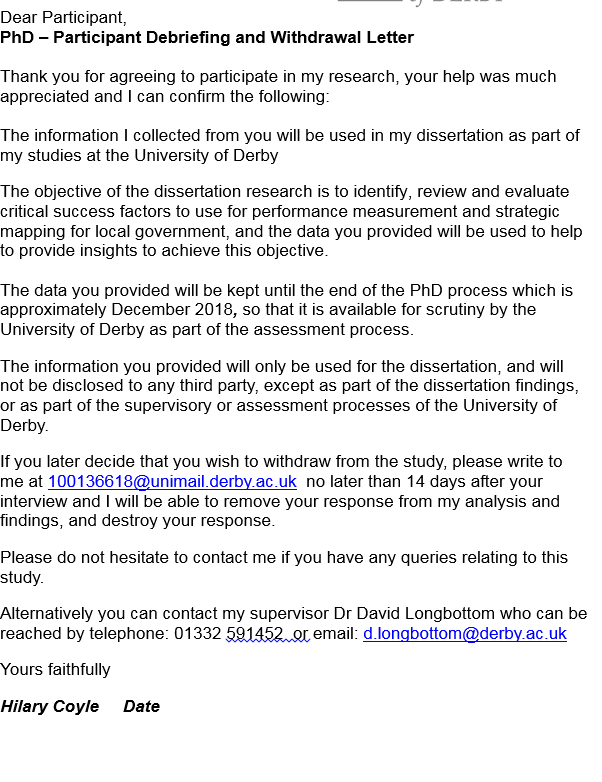 of DERBY
Dear Participant,
PhD – Participant Debriefing and Withdrawal Letter
Thank you for agreeing to participate in my research, your help was much
appreciated and I can confirm the following:
The information I collected from you will be used in my dissertation as part of
my studies at the University of Derby
The objective of the dissertation research is to identify, review and evaluate
critical success factors to use for performance measurement and strategic
mapping for local government, and the data you provided will be used to help
to provide insights to achieve this objective.
The data you provided will be kept until the end of the PhD process which is
approximately December 2018, so that it is available for scrutiny by the
University of Derby as part of the assessment process.
The information you provided will only be used for the dissertation, and will
not be disclosed to any third party, except as part of the dissertation findings,
or as part of the supervisory or assessment processes of the University of
Derby.
If you later decide that you wish to withdraw from the study, please write to
me at 100136618@unimail.derby.ac.uk no later than 14 days after your
interview and I will be able to remove your response from my analysis and
findings, and destroy your response.
Please do not hesitate to contact me if you have any queries relating to this
study.
Alternatively you can contact my supervisor Dr David Longbottom who can be
reached by telephone: 01332 591452 or email: d.longbottom@derby.ac.uk
Yours faithfully
Hilary Coyle Date